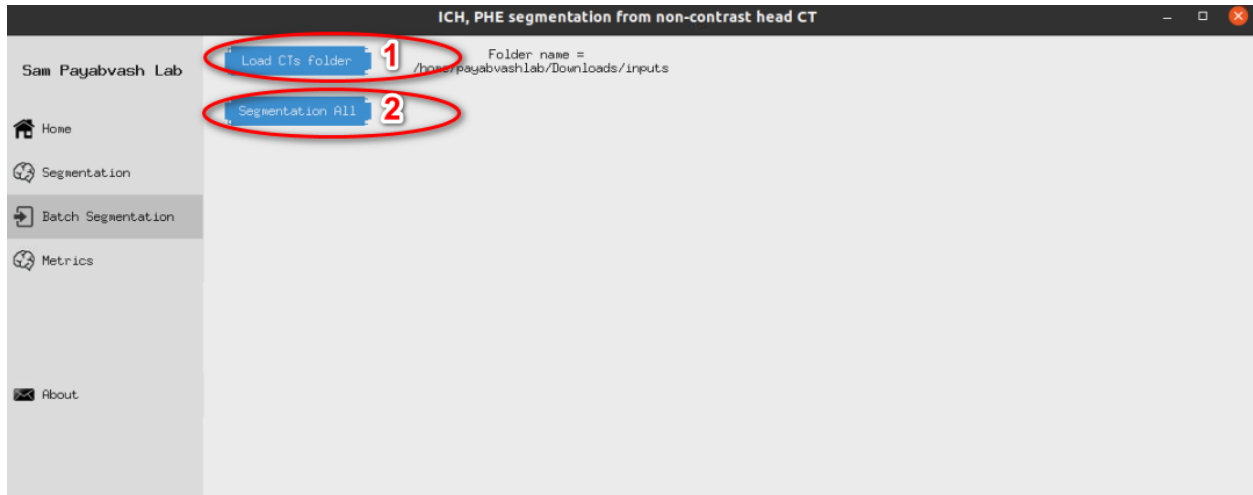 ICH, PHE segmentation from non-contrast head CT
Sam Payabvash Lab
Home
Segmentation
Batch Segmentation
Metrics
About
Load CTs folder
1
Folder name =
/home/payabvashlab/Downloads/inputs
Segmentation All
2